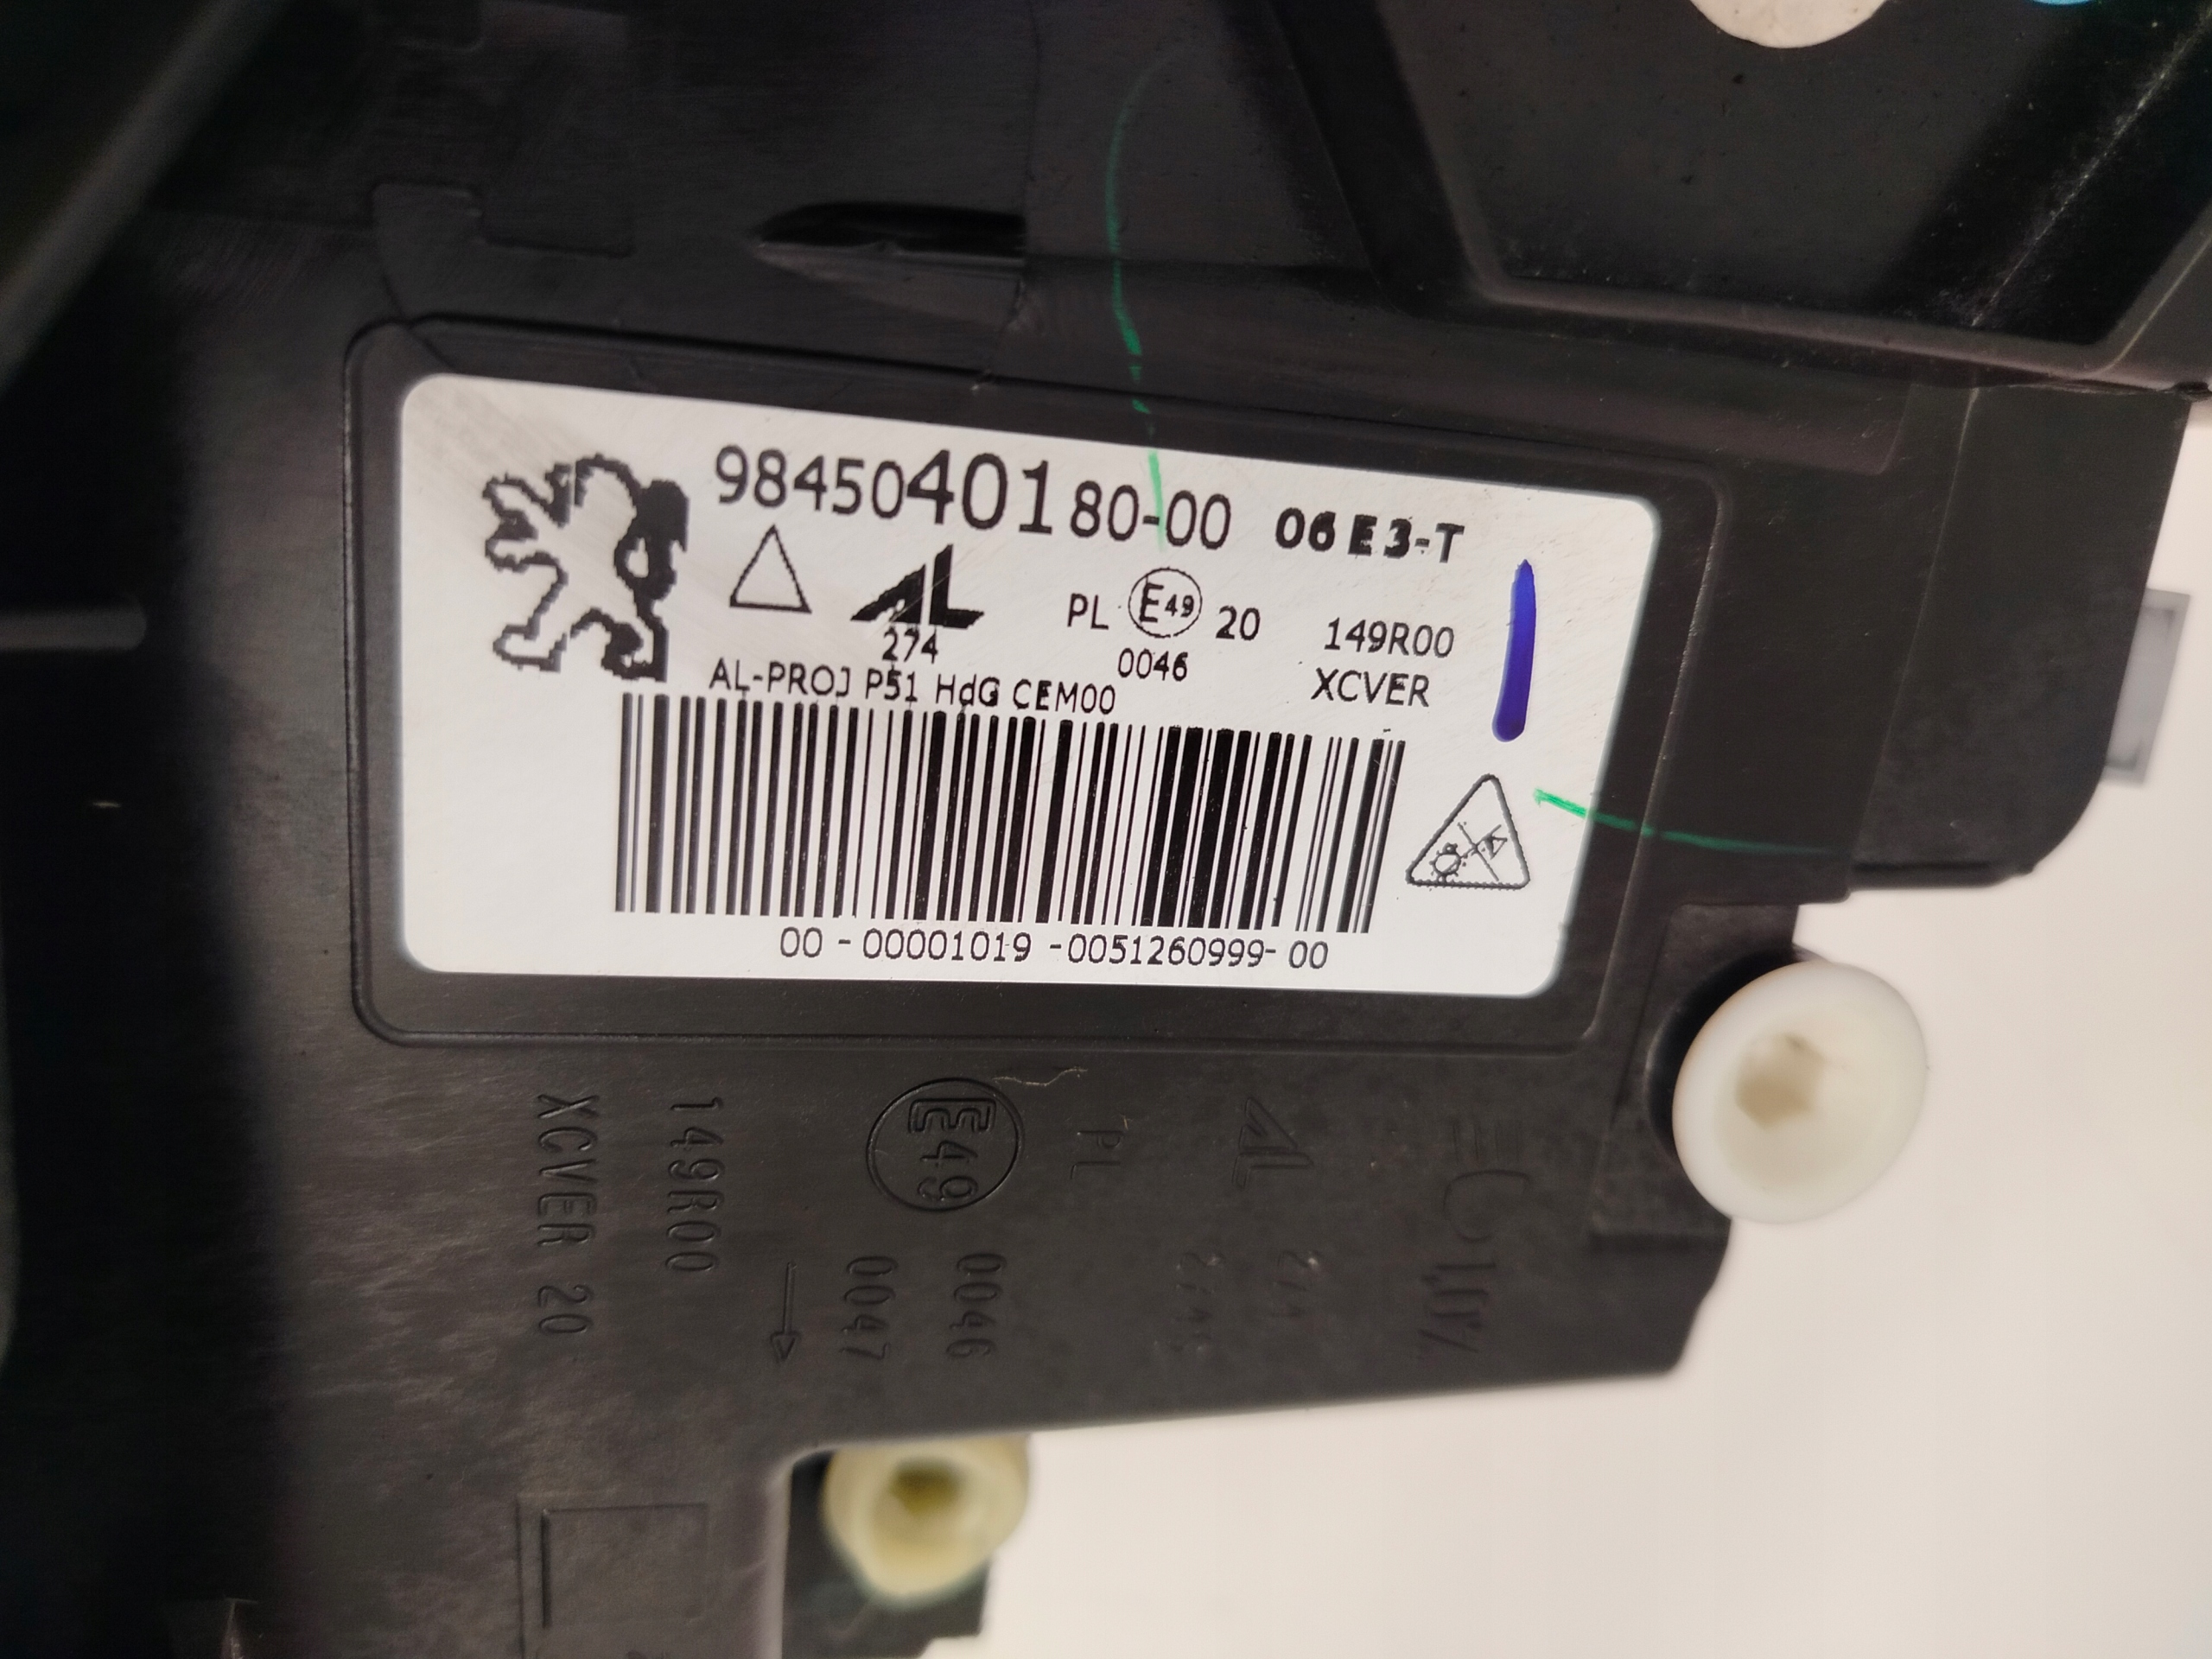 9845040180-00 06E3-T
AL
274
PL E49 20
0046
149R00
XCVER
AL-PROJ P51 HdG CEM00
00 - 00001019 -0051260999- 00
PL
E49 0046
0047
149R00
XCVER 20